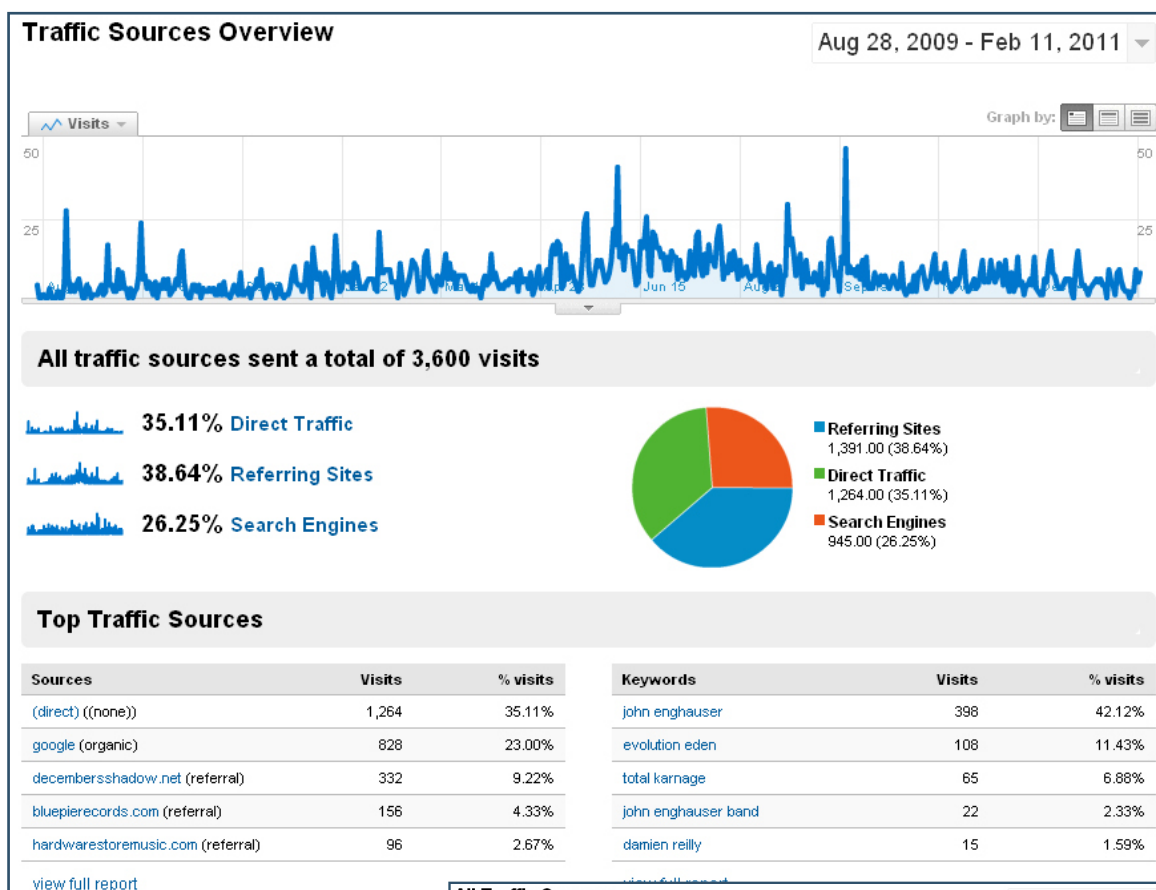 Traffic Sources Overview
Aug 28, 2009 - Feb 11, 2011
Visits
Graph by:
50 50
25 25
Jun 15
All traffic sources sent a total of 3,600 visits
35.11% Direct Traffic
38.64% Referring Sites
26.25% Search Engines
Referring Sites
1,391.00 (38.64%)
Direct Traffic
1,264.00 (35.11%)
Search Engines
945.00 (26.25%)
Top Traffic Sources
Sources Visits % visits
(direct) ((none)) 1,264 35.11%
google (organic) 828 23.00%
decembersshadow.net (referral) 332 9.22%
bluepierecords.com (referral) 156 4.33%
hardwarestoremusic.com (referral) 96 2.67%
view full report
Keywords Visits % visits
john enghauser 398 42.12%
evolution eden 108 11.43%
total karnage 65 6.88%
john enghauser band 22 2.33%
damien reilly 15 1.59%